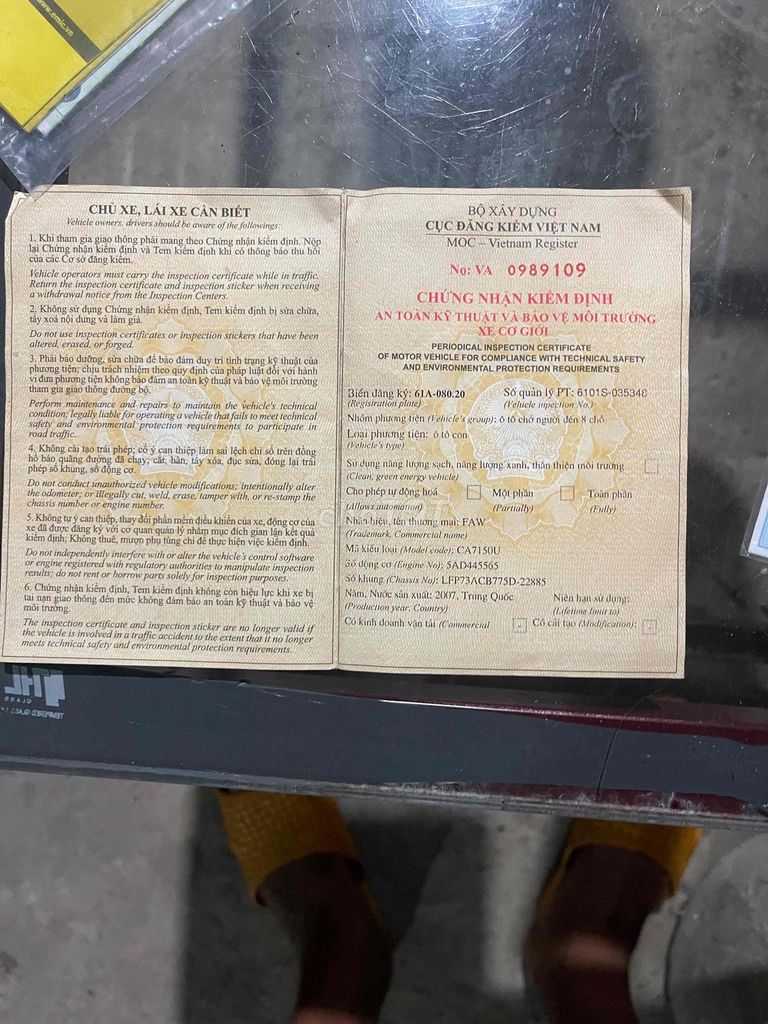 www.emic.vn
CHỦ XE, LÁI XE CẦN BIẾT
Vehicle owners, drivers should be aware of the followings:
1. Khi tham gia giao thông phải mang theo Chứng nhận kiểm định. Nộp
lại Chứng nhận kiểm định và Tem kiểm định khi có thông báo thu hồi
của các Cơ sở đăng kiểm.
Vehicle operators must carry the inspection certificate while in traffic.
Return the inspection certificate and inspection sticker when receiving
a withdrawal notice from the Inspection Centers.
2. Không sử dụng Chứng nhận kiểm định, Tem kiểm định bị sửa chữa,
tẩy xoá nội dung và làm giả.
Do not use inspection certificates or inspection stickers that have been
altered, erased, or forged.
3. Phải bảo dưỡng, sửa chữa để bảo đảm duy trì tình trạng kỹ thuật của
phương tiện; chịu trách nhiệm theo quy định của pháp luật đối với hành
vi đưa phương tiện không bảo đảm an toàn kỹ thuật và bảo vệ môi trường
tham gia giao thông đường bộ.
Perform maintenance and repairs to maintain the vehicle's technical
condition; legally liable for operating a vehicle that fails to meet technical
safety and environmental protection requirements to participate in
road traffic.
4. Không cải tạo trái phép; cố ý can thiệp làm sai lệch chỉ số trên đồng
hồ báo quãng đường đã chạy; cắt, hàn, tẩy xóa, đục sửa, đóng lại trái
phép số khung, số động cơ.
Do not conduct unauthorized vehicle modifications; intentionally alter
the odometer; or illegally cut, weld, erase, tamper with, or re-stamp the
chassis number or engine number.
5. Không tự ý can thiệp, thay đổi phần mềm điều khiển của xe, động cơ của
xe đã được đăng ký với cơ quan quản lý nhằm mục đích gian lận kết quả
kiểm định; Không thuê, mượn phụ tùng chỉ để thực hiện việc kiểm định.
Do not independently interfere with or alter the vehicle's control software
or engine registered with regulatory authorities to manipulate inspection
results; do not rent or borrow parts solely for inspection purposes.
6. Chứng nhận kiểm định, Tem kiểm định không còn hiệu lực khi xe bị
tai nạn giao thông đến mức không đảm bảo an toàn kỹ thuật và bảo vệ
môi trường.
The inspection certificate and inspection sticker are no longer valid if
the vehicle is involved in a traffic accident to the extent that it no longer
meets technical safety and environmental protection requirements.
BỘ XÂY DỰNG
CỤC ĐĂNG KIỂM VIỆT NAM
MOC – Vietnam Register
No: VA 0989109
CHỨNG NHẬN KIỂM ĐỊNH
AN TOÀN KỸ THUẬT VÀ BẢO VỆ MÔI TRƯỜNG
XE CƠ GIỚI
PERIODICAL INSPECTION CERTIFICATE
OF MOTOR VEHICLE FOR COMPLIANCE WITH TECHNICAL SAFETY
AND ENVIRONMENTAL PROTECTION REQUIREMENTS
Biển đăng ký: 61A-080.20 Số quản lý PT: 6101S-035348
(Registration plate) (Vehicle inpection No.)
Nhóm phương tiện (Vehicle's group): ô tô chở người đến 8 chỗ
Loại phương tiện: ô tô con
(Vehicle's type)
Sử dụng năng lượng sạch, năng lượng xanh, thân thiện môi trường
(Clean, green energy vehicle)
Cho phép tự động hoá Một phần Toàn phần
(Allows automation) (Partially) (Fully)
Nhãn hiệu, tên thương mại: FAW
(Trademark, Commercial name)
Mã kiểu loại (Model code): CA7150U
Số động cơ (Engine No): 5AD445565
Số khung (Chassis No): LFP73ACB775D-22885
Năm, Nước sản xuất: 2007, Trung Quốc Niên hạn sử dụng:
(Production year, Country) (Lifetime limit to)
Có kinh doanh vận tải (Commercial Có cải tạo (Modification):
GLASS
TEMPERED GLASS